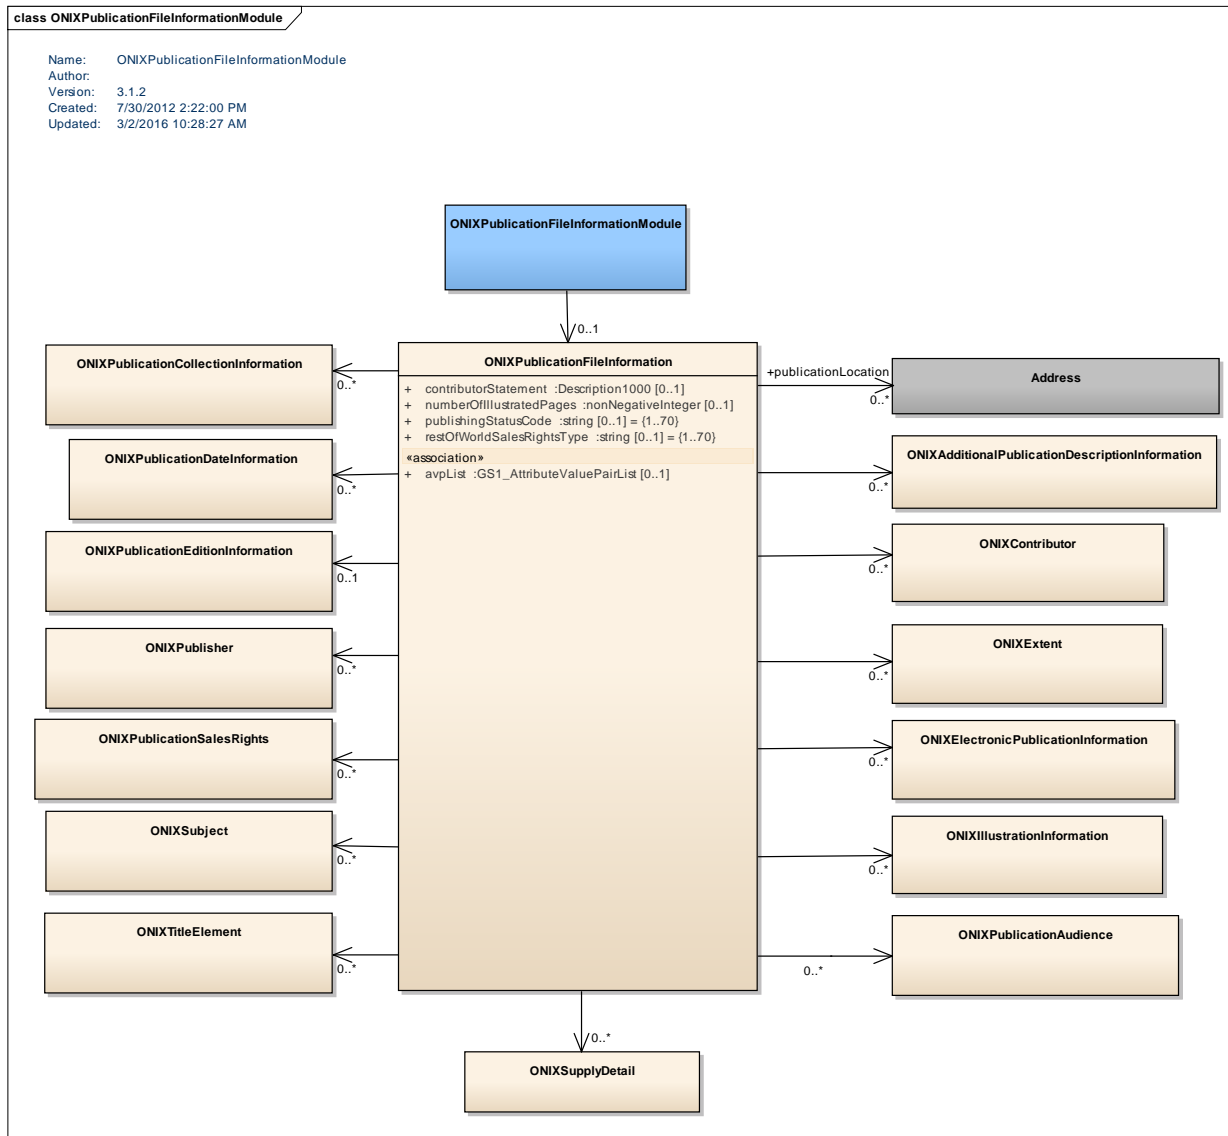 class ONIXPublicationFileInformationModule
Name: ONIXPublicationFileInformationModule
Author:
Version: 3.1.2
Created: 7/30/2012 2:22:00 PM
Updated: 3/2/2016 10:28:27 AM
ONIXPublicationFileInformationModule
0..1
ONIXPublicationFileInformation
+ contributorStatement :Description1000 [0..1]
+ numberOfIllustratedPages :nonNegativeInteger [0..1]
+ publishingStatusCode :string [0..1] = {1..70}
+ restOfWorldSalesRightsType :string [0..1] = {1..70}
«association»
+ avpList :GS1_AttributeValuePairList [0..1]
ONIXPublicationCollectionInformation
0..*
ONIXPublicationDateInformation
0..*
ONIXPublicationEditionInformation
0..1
ONIXPublisher
0..*
ONIXPublicationSalesRights
0..*
ONIXSubject
0..*
ONIXTitleElement
0..*
+publicationLocation
Address
0..*
ONIXAdditionalPublicationDescriptionInformation
0..*
ONIXContributor
0..*
ONIXExtent
0..*
ONIXElectronicPublicationInformation
0..*
ONIXIllustrationInformation
0..*
ONIXPublicationAudience
0..*
0..*
ONIXSupplyDetail